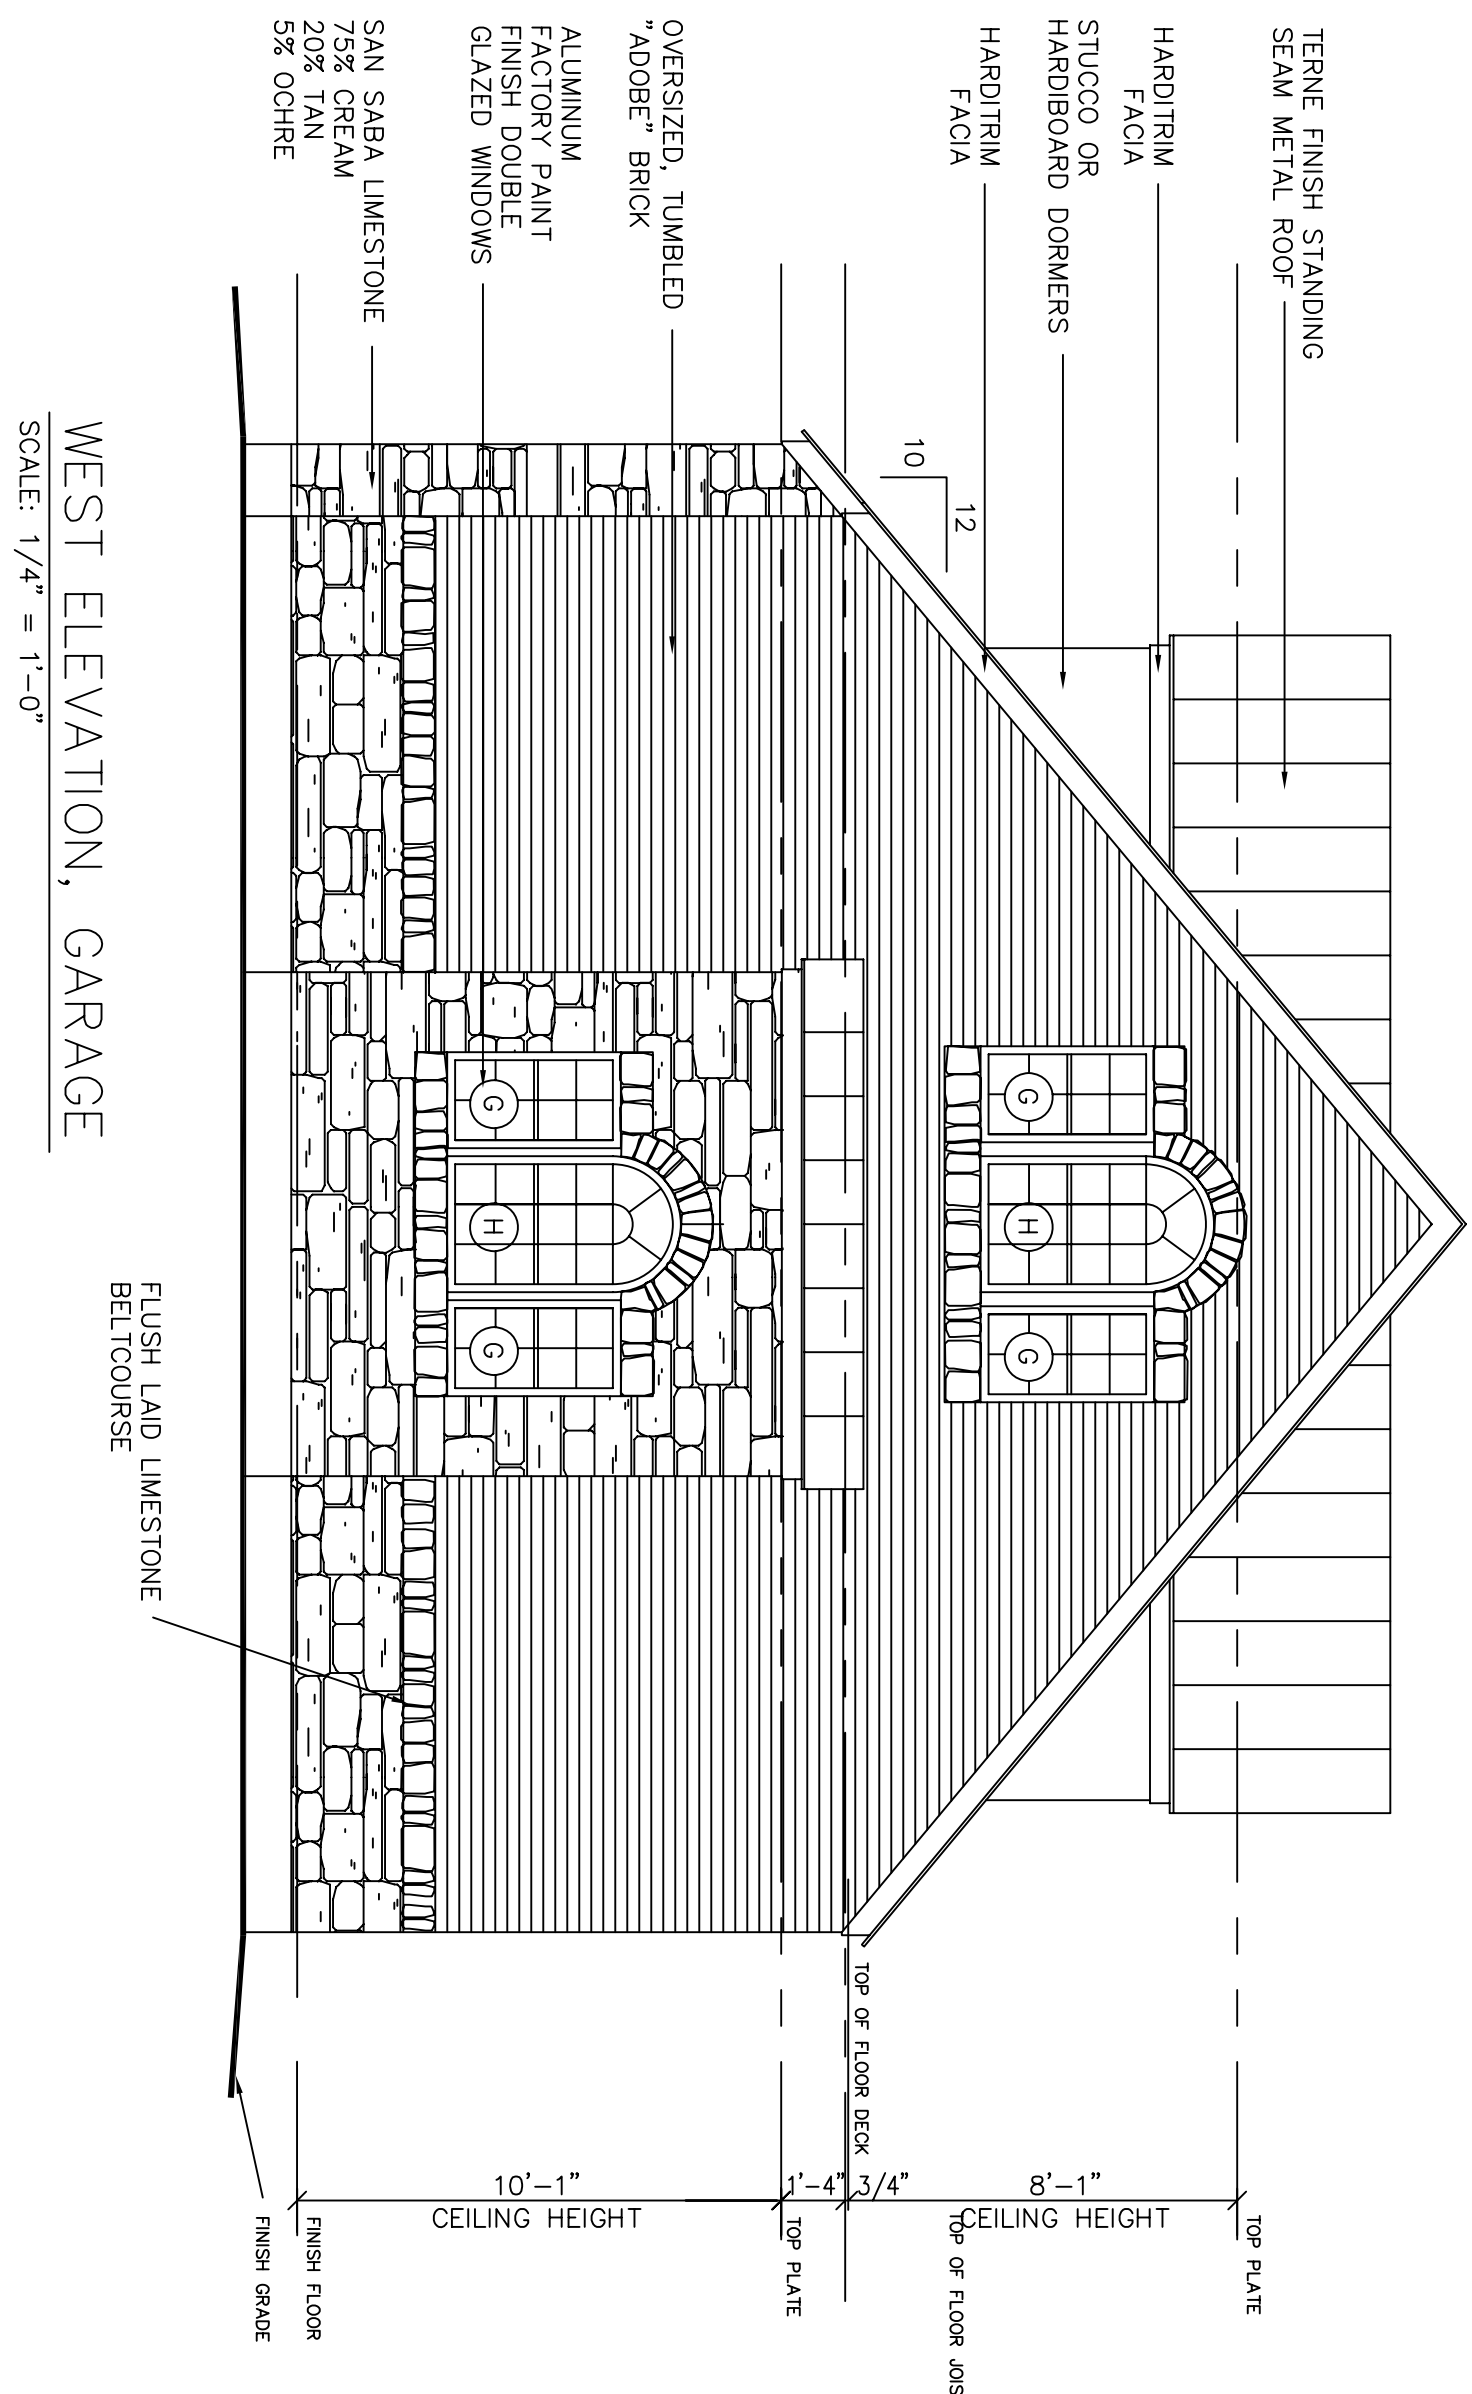 TERNE FINISH STANDING
SEAM METAL ROOF
HARDITRIM
FACIA
STUCCO OR
HARDIBOARD DORMERS
HARDITRIM
FACIA
OVERSIZED, TUMBLED
"ADOBE" BRICK
ALUMINUM
FACTORY PAINT
FINISH DOUBLE
GLAZED WINDOWS
SAN SABA LIMESTONE
75% CREAM
20% TAN
5% OCHRE
10
12
G
H
G
G
H
G
TOP PLATE
8'-1"
CEILING HEIGHT
TOP OF FLOOR JOIS
3/4"
TOP OF FLOOR DECK
1'-4"
TOP PLATE
10'-1"
CEILING HEIGHT
FINISH FLOOR
FINISH GRADE
FLUSH LAID LIMESTONE
BELTCOURSE
WEST ELEVATION, GARAGE
SCALE: 1/4" = 1'-0"